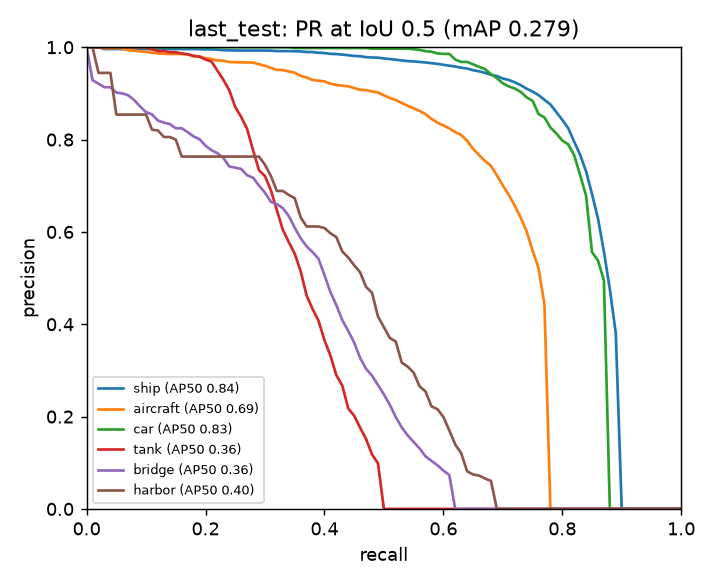 last_test: PR at IoU 0.5 (mAP 0.279)
precision
1.0
0.8
0.6
0.4
0.2
0.0
ship (AP50 0.84)
aircraft (AP50 0.69)
car (AP50 0.83)
tank (AP50 0.36)
bridge (AP50 0.36)
harbor (AP50 0.40)
0.0 0.2 0.4 0.6 0.8 1.0
recall